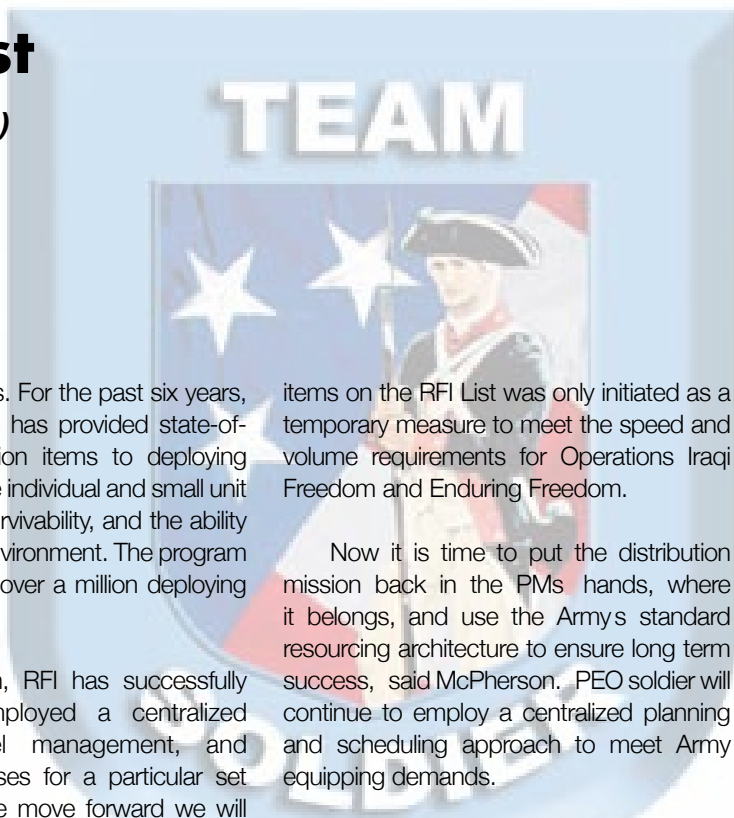 st
)
TEAM
s. For the past six years,
has provided state-of-
ion items to deploying
e individual and small unit
rvivability, and the ability
vironment. The program
over a million deploying
, RFI has successfully
mployed a centralized
el management, and
ses for a particular set
e move forward we will
items on the RFI List was only initiated as a
temporary measure to meet the speed and
volume requirements for Operations Iraqi
Freedom and Enduring Freedom.
Now it is time to put the distribution
mission back in the PMs hands, where
it belongs, and use the Armys standard
resourcing architecture to ensure long term
success, said McPherson. PEO soldier will
continue to employ a centralized planning
and scheduling approach to meet Army
equipping demands.
SOLDIER